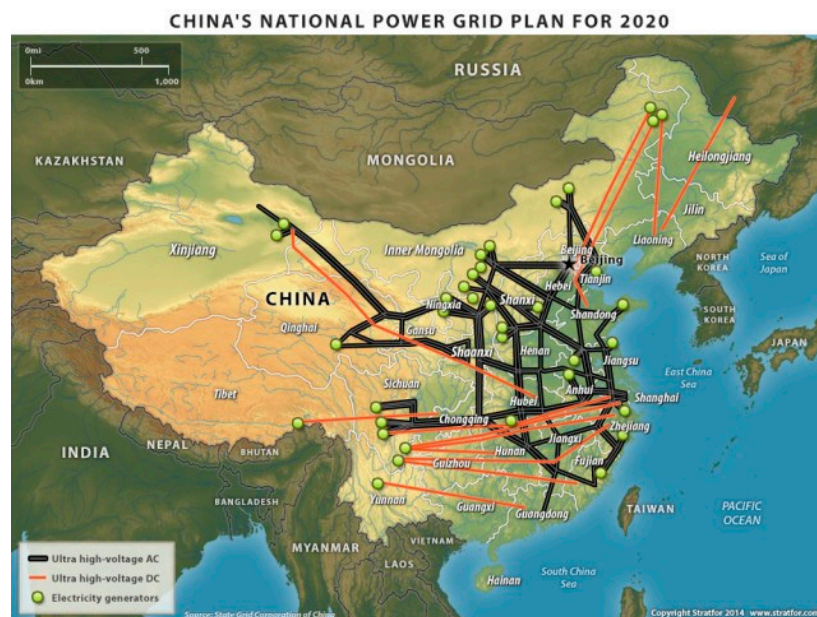 CHINA'S NATIONAL POWER GRID PLAN FOR 2020
0mi 500
0km 1,000
RUSSIA
KAZAKHSTAN
MONGOLIA
Heilongjiang
Jilin
Liaoning
Xinjiang
Inner Mongolia
Beijing
Beijing
NORTH
KOREA
Sea of
Japan
Tianjin
Hebei
CHINA
Ningxia
Shanxi
Shandong
SOUTH
KOREA
JAPAN
Qinghai
Gansu
Shaanxi
Henan
Jiangsu
East China
Sea
Tibet
Sichuan
Anhui
Hubei
Shanghai
Chongqing
Zhejiang
INDIA
NEPAL
BHUTAN
Hunan
Jiangxi
Guizhou
Fujian
Yunnan
BANGLADESH
Guangxi
Guangdong
TAIWAN
PACIFIC
OCEAN
MYANMAR
VIETNAM
LAOS
Hainan
South China
Sea
Ultra high-voltage AC
Ultra high-voltage DC
Electricity generators
Source: State Grid Corporation of China
Copyright Stratfor 2014 www.stratfor.com